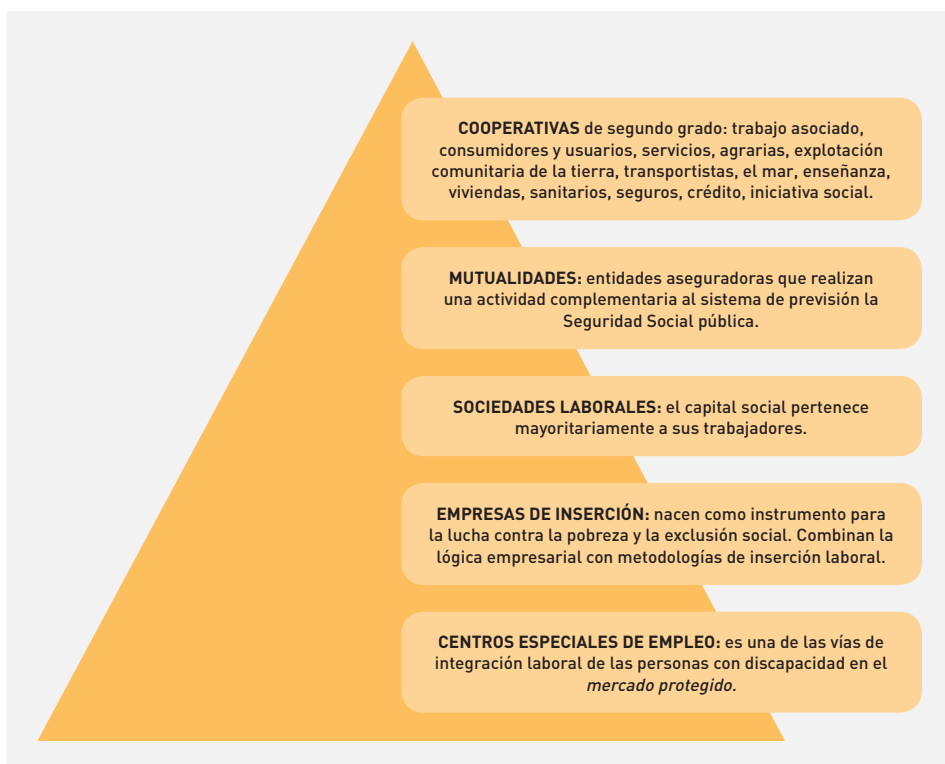 COOPERATIVAS de segundo grado: trabajo asociado,
consumidores y usuarios, servicios, agrarias, explotación
comunitaria de la tierra, transportistas, el mar, enseñanza,
viviendas, sanitarios, seguros, crédito, iniciativa social.
MUTUALIDADES: entidades aseguradoras que realizan
una actividad complementaria al sistema de previsión la
Seguridad Social pública.
SOCIEDADES LABORALES: el capital social pertenece
mayoritariamente a sus trabajadores.
EMPRESAS DE INSERCIÓN: nacen como instrumento para
la lucha contra la pobreza y la exclusión social. Combinan la
lógica empresarial con metodologías de inserción laboral.
CENTROS ESPECIALES DE EMPLEO: es una de las vías de
integración laboral de las personas con discapacidad en el
mercado protegido.